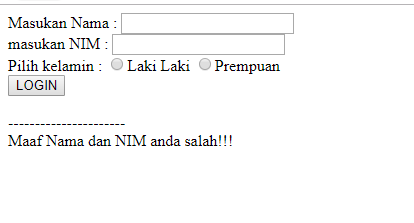 Masukan Nama :
masukan NIM :
Pilih kelamin : Laki Laki Prempuan
LOGIN
----------------------
Maaf Nama dan NIM anda salah!!!